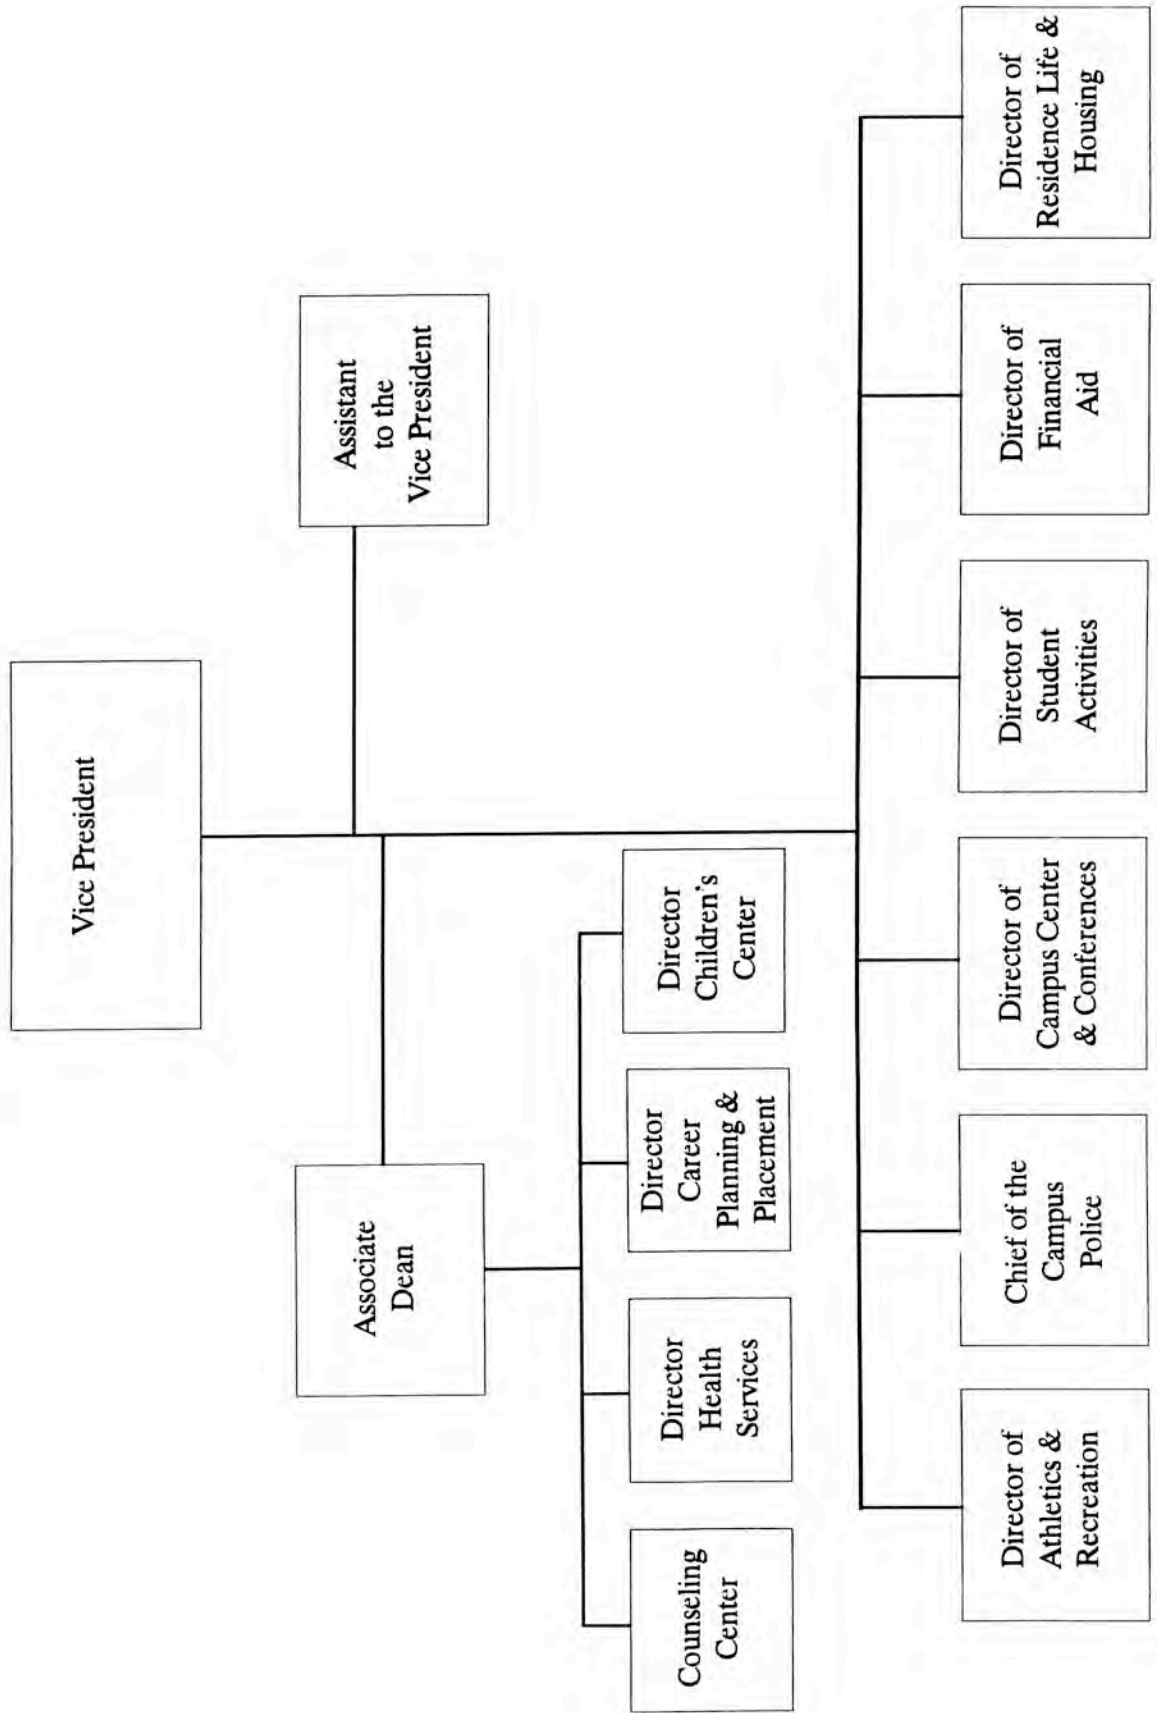 Vice President
Assistant
to the
Vice President
Associate
Dean
Counseling
Center
Director
Health
Services
Director
Career
Planning &
Placement
Director
Children's
Center
Director of
Athletics &
Recreation
Chief of the
Campus
Police
Director of
Campus Center
& Conferences
Director of
Student
Activities
Director of
Financial
Aid
Director of
Residence Life &
Housing